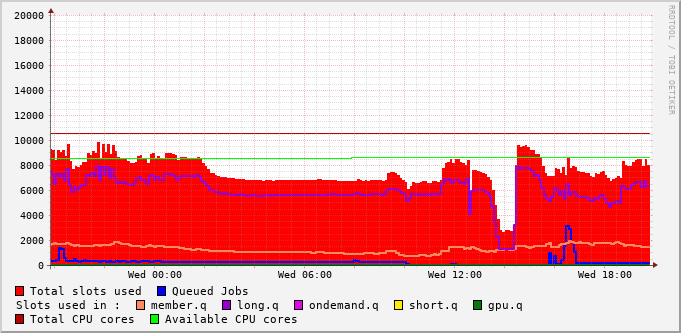 20000
18000
16000
14000
12000
10000
8000
6000
4000
2000
0
Wed 00:00 Wed 06:00 Wed 12:00 Wed 18:00
Total slots used Queued Jobs
Slots used in : member.q long.q ondemand.q short.q gpu.q
Total CPU cores Available CPU cores
RRDTOOL / TOBI OETIKER